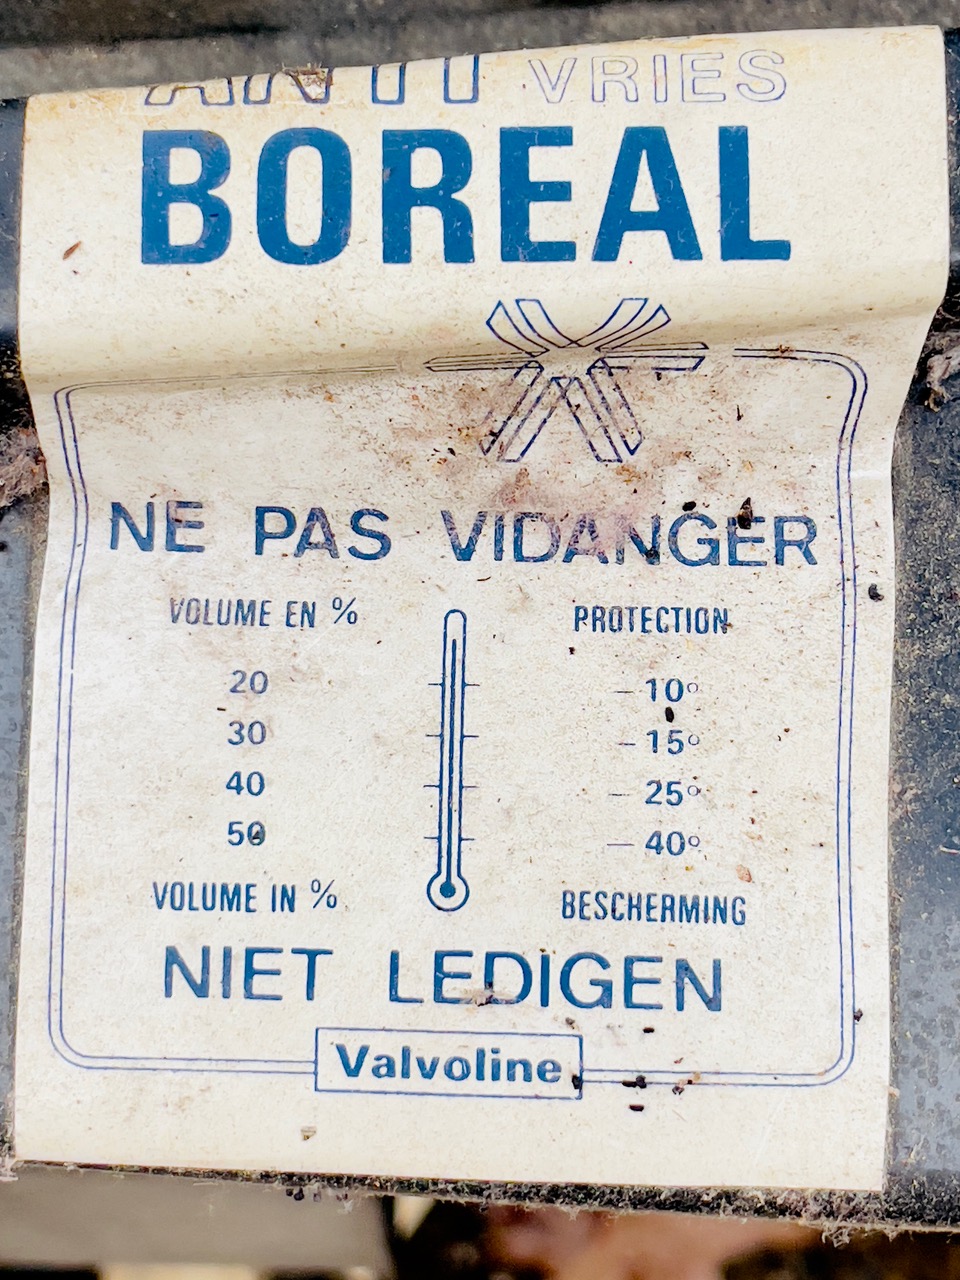 ANTI VRIES
BOREAL
NE PAS VIDANGER
VOLUME EN % PROTECTION
20 - 10°
30 - 15°
40 - 25°
50 - 40°
VOLUME IN % BESCHERMING
NIET LEDIGEN
Valvoline